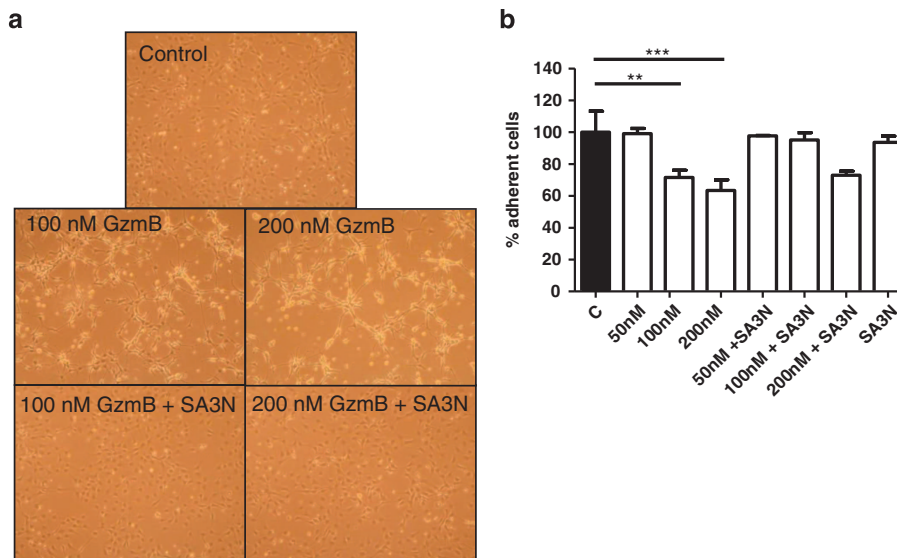 a
Control
100 nM GzmB
200 nM GzmB
100 nM GzmB + SA3N
200 nM GzmB + SA3N
b
***
**
140
120
100
80
60
40
20
0
% adherent cells
C
50nM
100nM
200nM
50nM +SA3N
100nM + SA3N
200nM + SA3N
SA3N